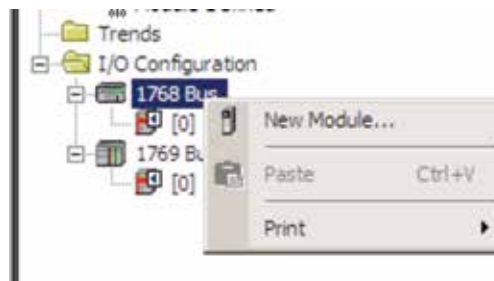 Trends
I/O Configuration
1768 Bus
[0]
New Module...
1769 Bu
[0]
Paste Ctrl+V
Print